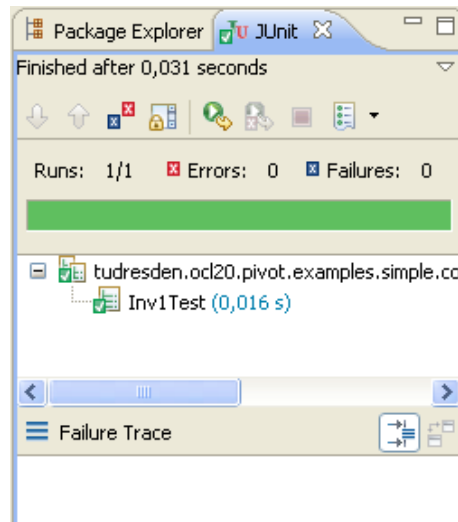 Package Explorer JUnit
Finished after 0,031 seconds
Runs: 1/1 Errors: 0 Failures: 0
tudresden.ocl20.pivot.examples.simple.co
Inv1Test (0,016 s)
Failure Trace